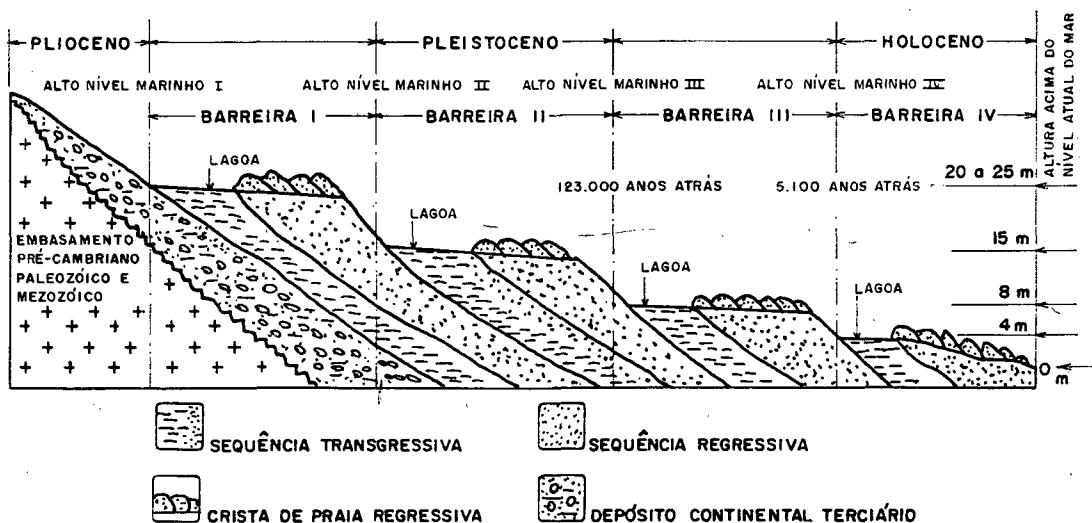 PLIOCENO
PLEISTOCENO
HOLOCENO
ALTURA ACIMA DO
NÍVEL ATUAL DO MAR
ALTO NÍVEL MARINHO I
ALTO NÍVEL MARINHO II
ALTO NÍVEL MARINHO III
ALTO NÍVEL MARINHO IV
BARREIRA I
BARREIRA II
BARREIRA III
BARREIRA IV
LAGOA
123.000 ANOS ATRÁS
5.100 ANOS ATRÁS
20 a 25 m
LAGOA
15 m
EMBASAMENTO
PRÉ-CAMBRIANO
PALEOZÓICO E
MEZOZÓICO
LAGOA
8 m
LAGOA
4 m
0 m
SEQUÊNCIA TRANSGRESSIVA
SEQUÊNCIA REGRESSIVA
CRISTA DE PRAIA REGRESSIVA
DEPÓSITO CONTINENTAL TERCIÁRIO